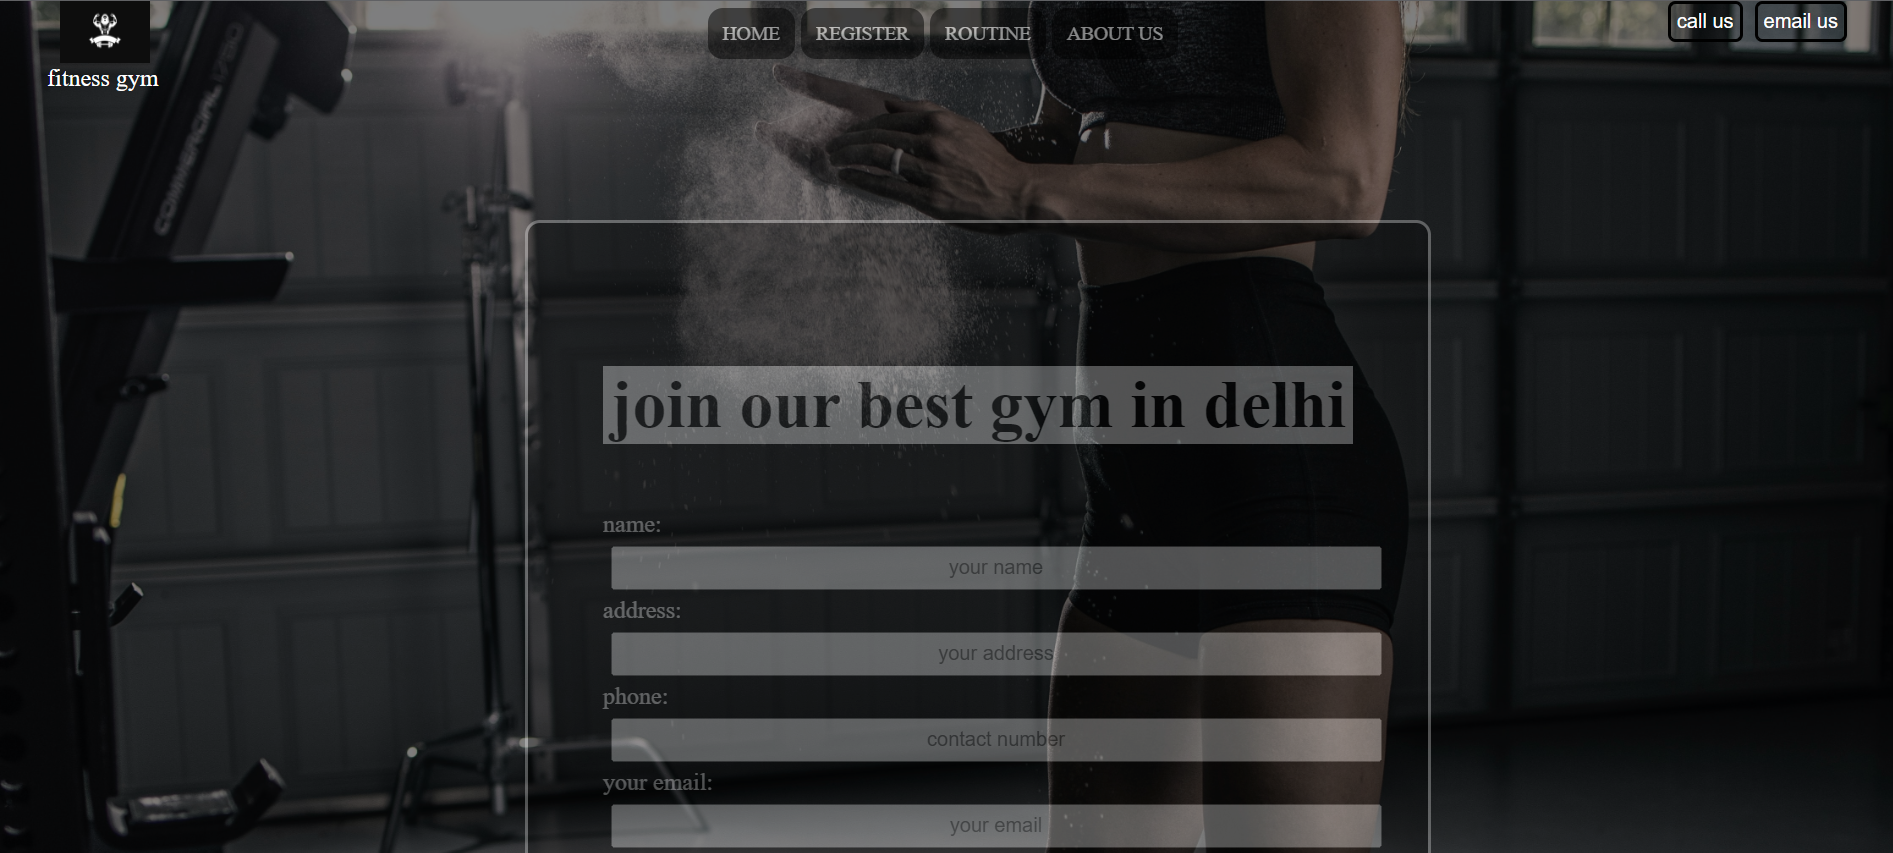 HOME REGISTER ROUTINE ABOUT US
call us email us
fitness gym
COMMERCIAL
join our best gym in delhi
name:
your name
address:
your address
phone:
contact number
your email:
your email